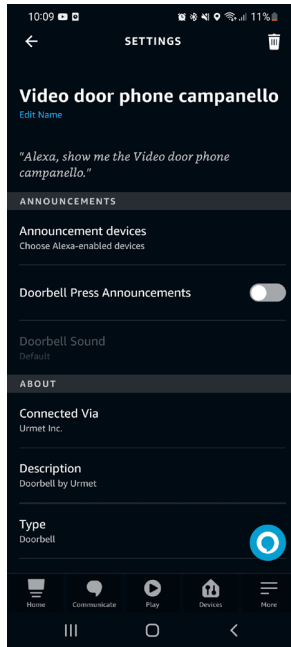 10:09
11%
SETTINGS
Video door phone campanello
Edit Name
"Alexa, show me the Video door phone
campanello."
ANNOUNCEMENTS
Announcement devices
Choose Alexa-enabled devices
Doorbell Press Announcements
Doorbell Sound
Default
ABOUT
Connected Via
Urmet Inc.
Description
Doorbell by Urmet
Type
Doorbell
Home
Communicate
Play
Devices
More